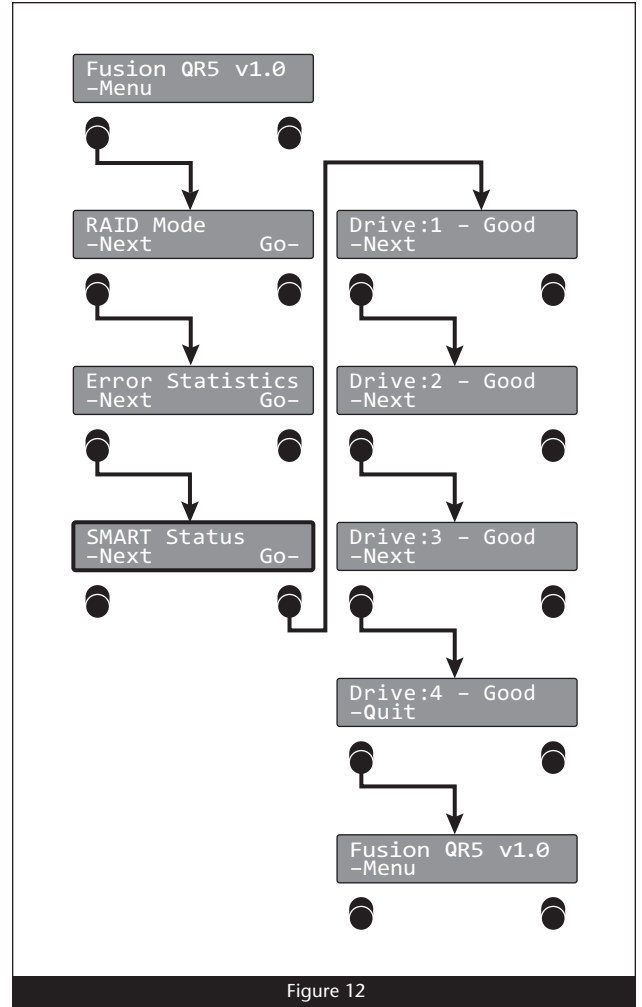 Fusion QR5 v1.0
–Menu
RAID Mode
–Next Go–
Error Statistics
–Next Go–
SMART Status
–Next Go–
Drive:1 – Good
–Next
Drive:2 – Good
–Next
Drive:3 – Good
–Next
Drive:4 – Good
–Quit
Fusion QR5 v1.0
–Menu
Figure 12